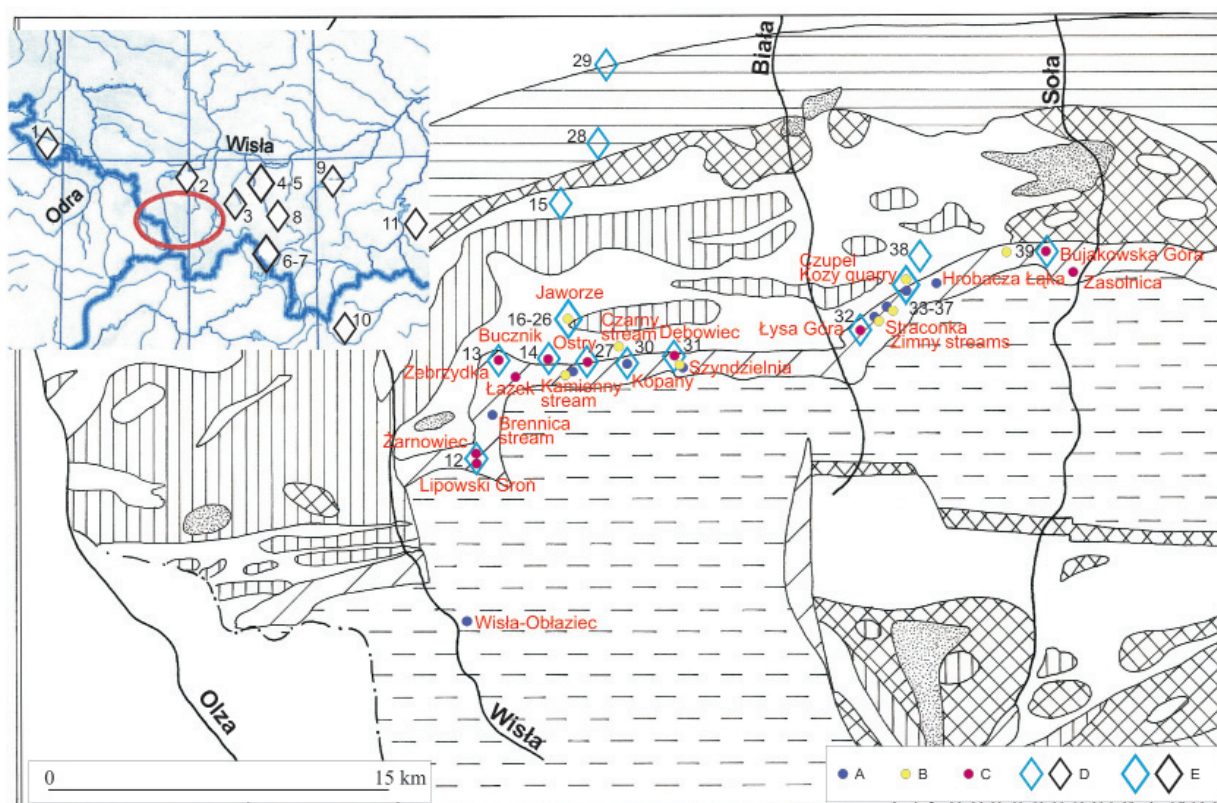 29
Biała
Soła
28
1
Wisła
9
2
4-5
Odra
3
8
11
15
6-7
10
38
39
Bujakowska Góra
Czupel
Kozy quarry
Hrobacza Łąka
Zasolnica
Jaworze
16-26
Czarny
stream
Dębowiec
Łysa Góra
32
33-37
Straconka
Zimny streams
Bucznik
Ostry
13
14
27
30
31
Zebrzydka
Szyndzielnia
Łazek
Kamienny
stream
Kopany
Brennica
stream
Żarnowiec
12
Lipowski Groń
Wisła-Obłaziec
Olza
Wisła
0
15 km
A
B
C
D
E